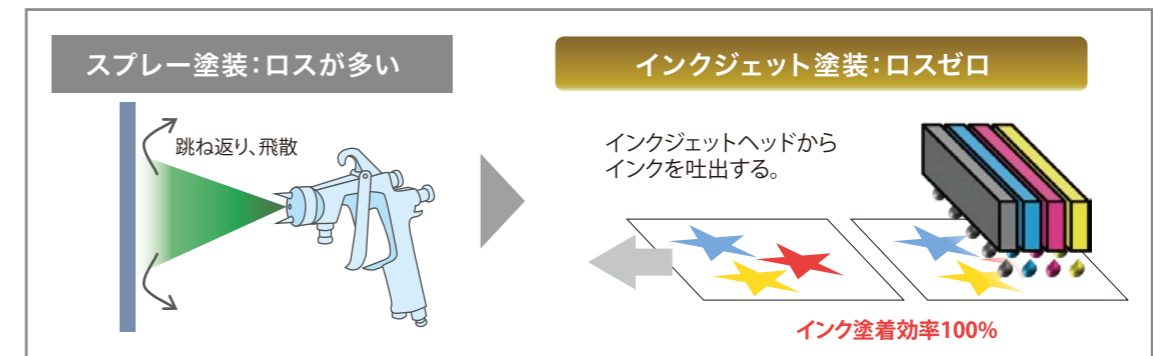 スプレー塗装：ロスが多い
跳ね返り、飛散
インクジェット塗装：ロスゼロ
インクジェットヘッドから
インクを吐出する。
インク塗着効率100%